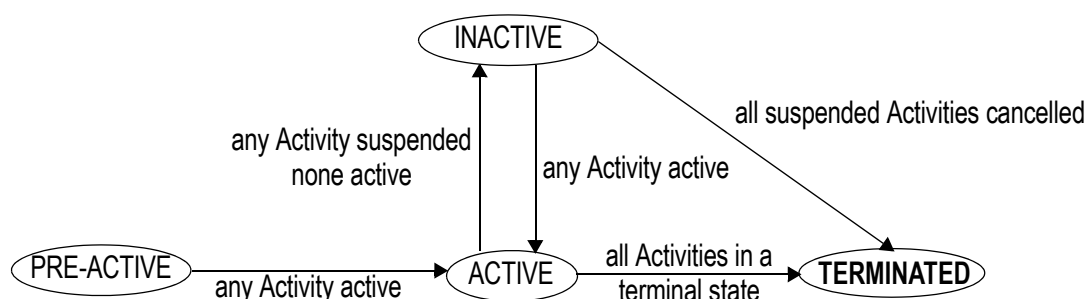 INACTIVE
all suspended Activities cancelled
any Activity suspended
none active
any Activity active
PRE-ACTIVE
any Activity active
ACTIVE
all Activities in a
terminal state
TERMINATED